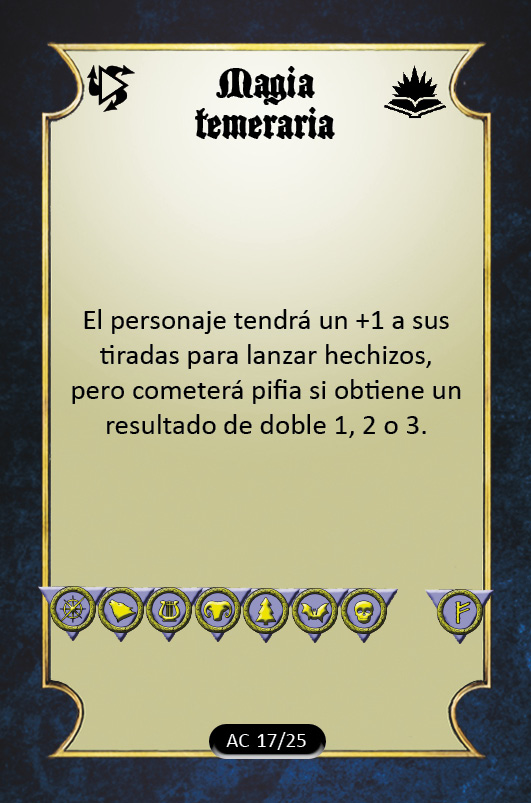 Magia
temeraria
El personaje tendrá un +1 a sus
tiradas para lanzar hechizos,
pero cometerá pifia si obtiene un
resultado de doble 1, 2 o 3.
AC 17/25